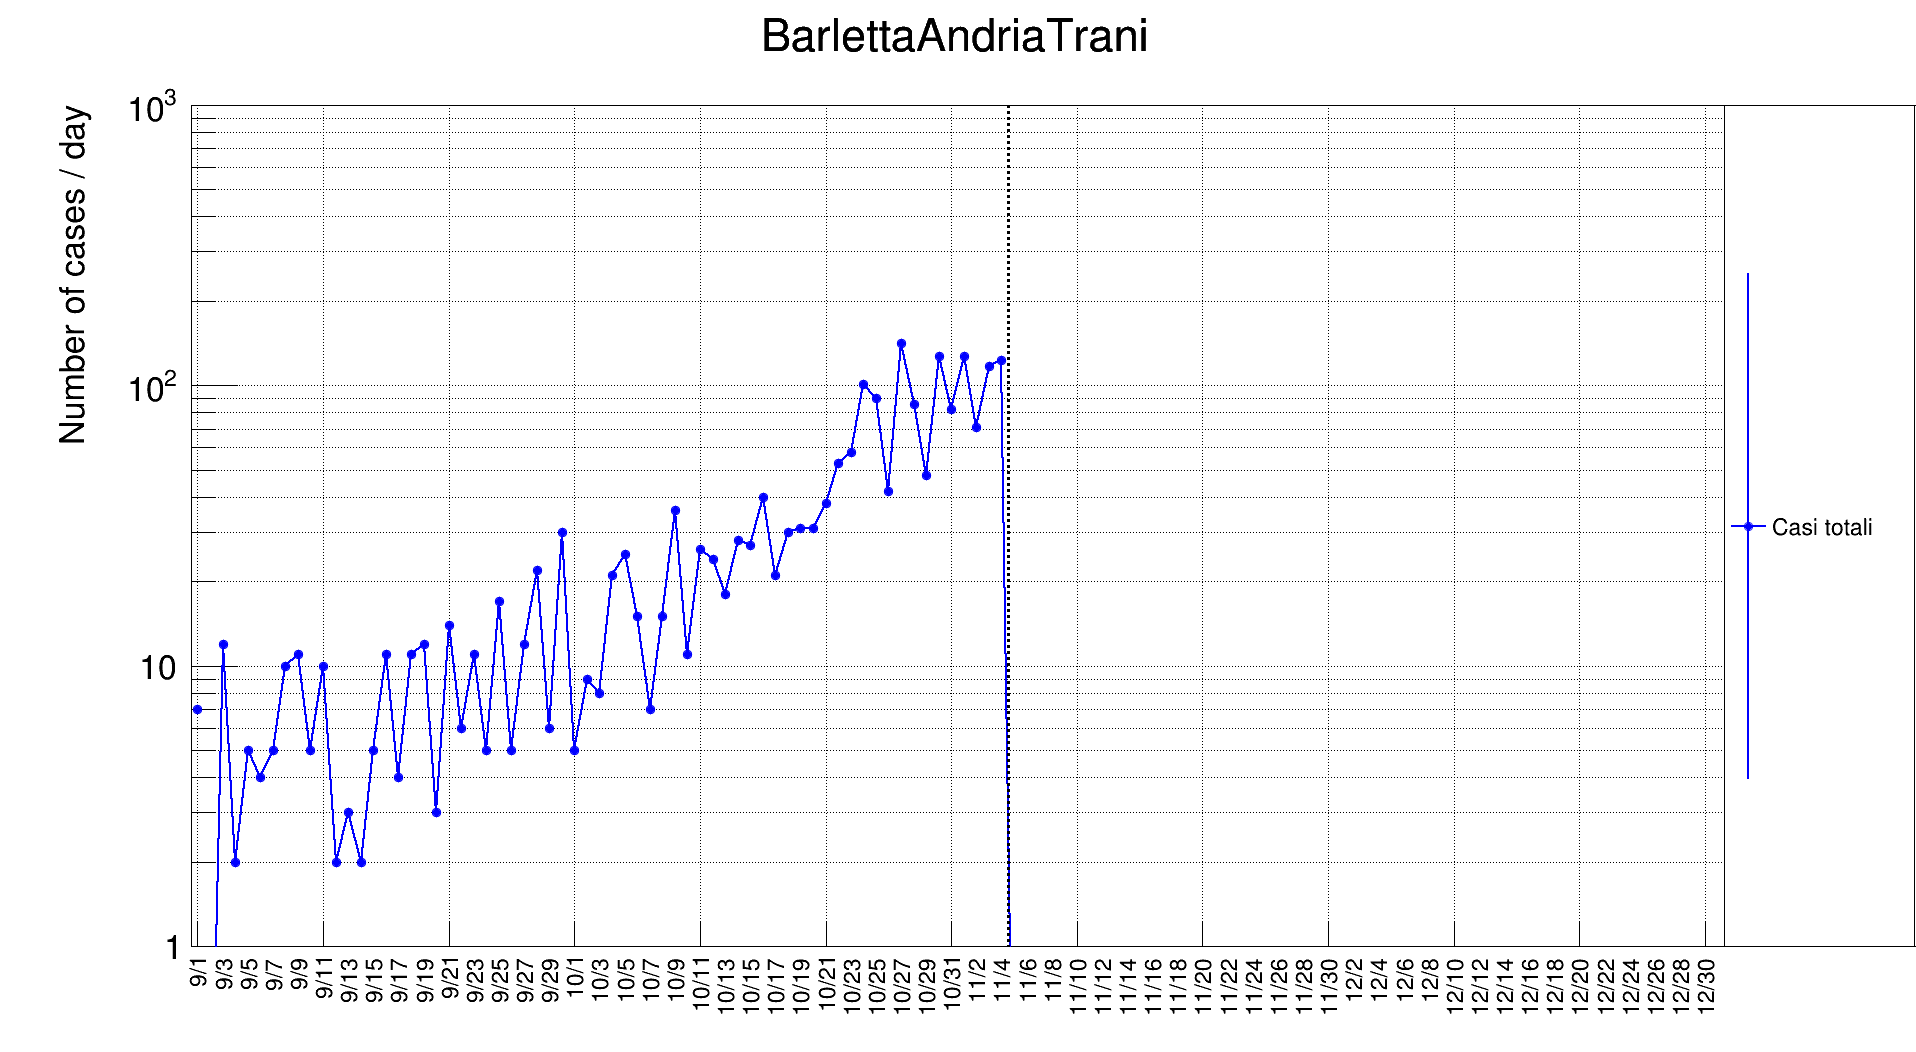 BarlettaAndriaTrani
Number of cases / day
10³
10²
10
1
9/1 9/3 9/5 9/7 9/9 9/11 9/13 9/15 9/17 9/19 9/21 9/23 9/25 9/27 9/29 10/1 10/3 10/5 10/7 10/9 10/11 10/13 10/15 10/17 10/19 10/21 10/23 10/25 10/27 10/29 10/31 11/2 11/4 11/6 11/8 11/10 11/12 11/14 11/16 11/18 11/20 11/22 11/24 11/26 11/28 11/30 12/2 12/4 12/6 12/8 12/10 12/12 12/14 12/16 12/18 12/20 12/22 12/24 12/26 12/28 12/30
Casi totali